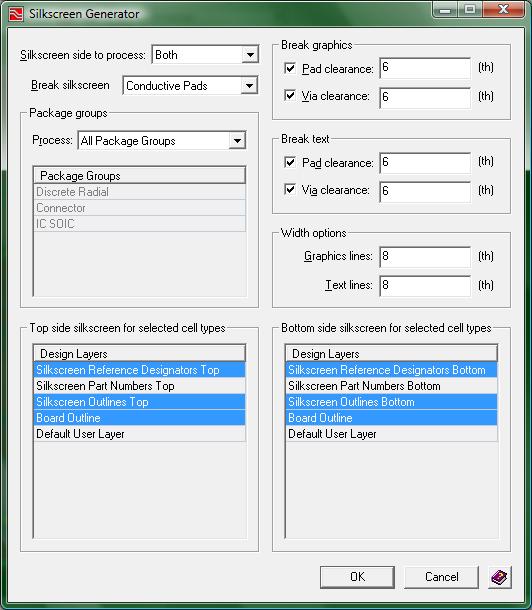 Silkscreen Generator
Silkscreen side to process: Both
Break silkscreen Conductive Pads
Package groups
Process: All Package Groups
Package Groups
Discrete Radial
Connector
IC SOIC
Break graphics
Pad clearance: 6 (th)
Via clearance: 6 (th)
Break text
Pad clearance: 6 (th)
Via clearance: 6 (th)
Width options
Graphics lines: 8 (th)
Text lines: 8 (th)
Top side silkscreen for selected cell types
Design Layers
Silkscreen Reference Designators Top
Silkscreen Part Numbers Top
Silkscreen Outlines Top
Board Outline
Default User Layer
Bottom side silkscreen for selected cell types
Design Layers
Silkscreen Reference Designators Bottom
Silkscreen Part Numbers Bottom
Silkscreen Outlines Bottom
Board Outline
Default User Layer
OK Cancel